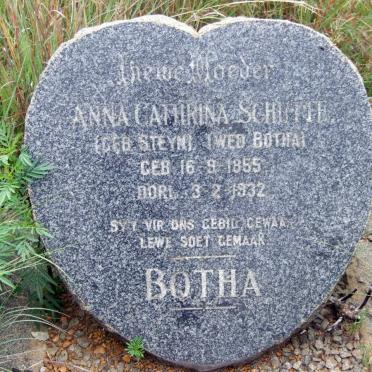 Liewe Moeder
ANNA CATHRINA SCHUTTE
(GEB STEYN) (WED BOTHA)
GEB 16·9·1855
OORL. 3·2·1932
SY'T VIR ONS GEBID, GEWAAK
LEWE SOET GEMAAK
BOTHA